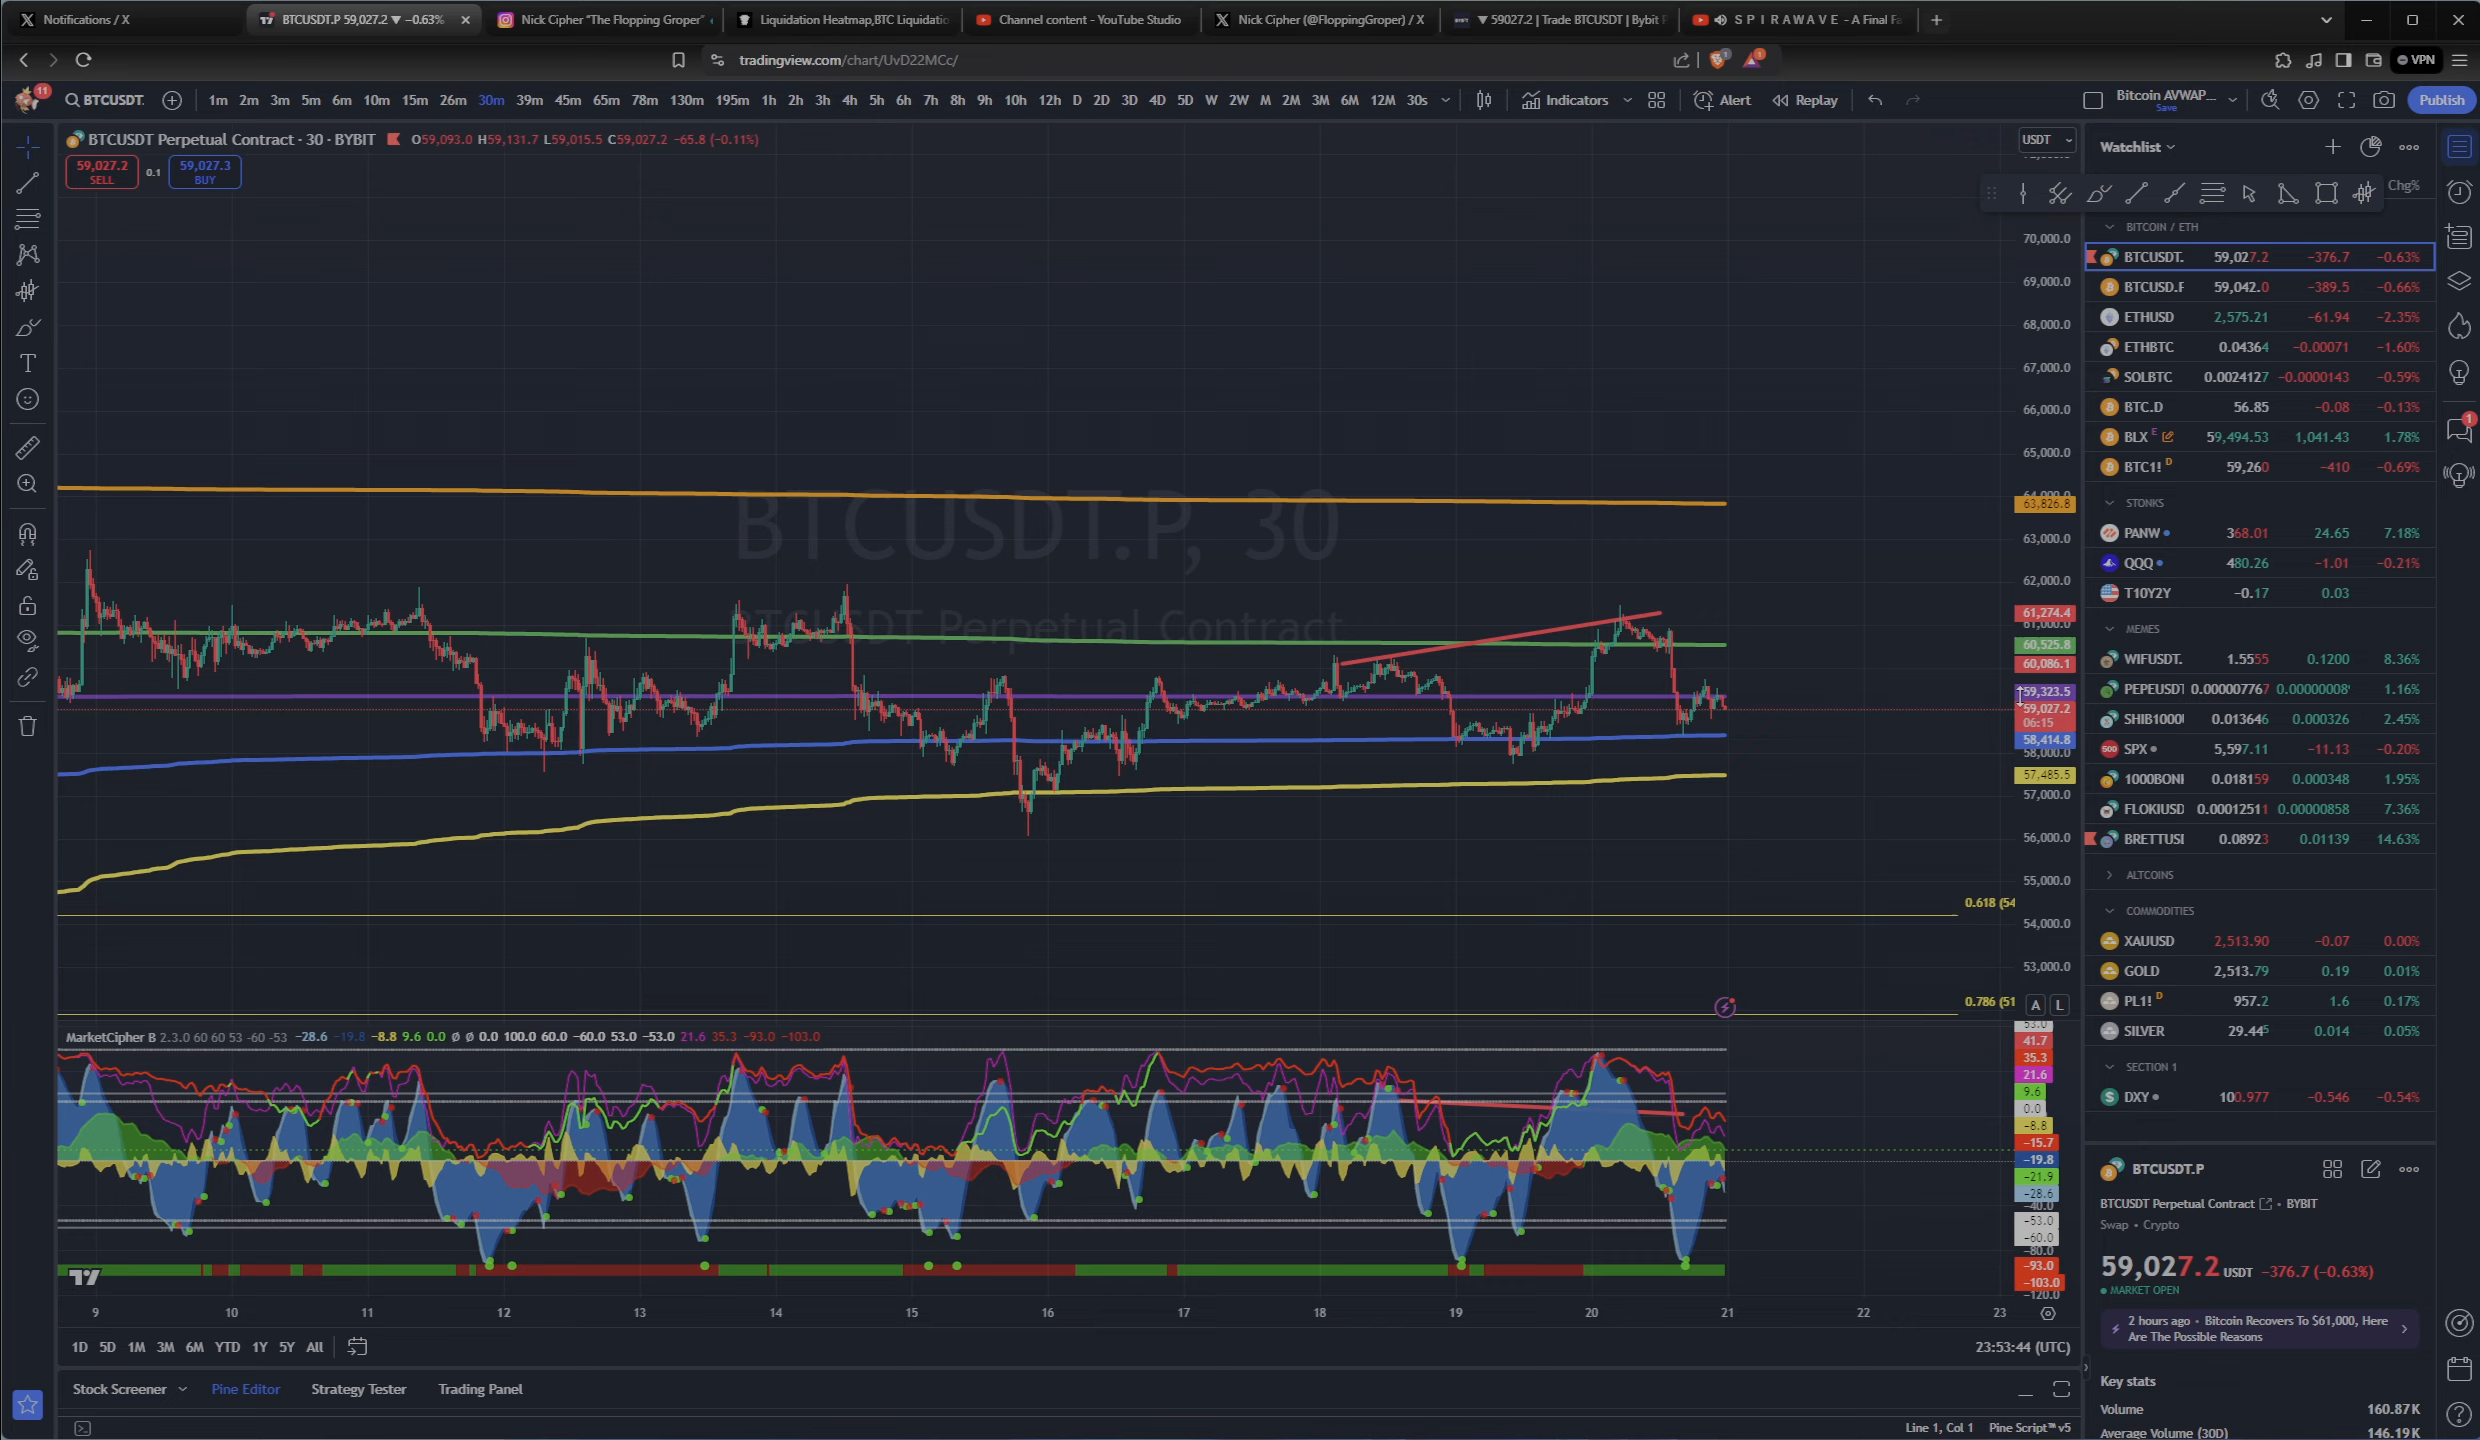 Notifications / X
BTCUSDT.P 59,027.2 ▼ −0.63%
Nick Cipher "The Flopping Groper"
Liquidation Heatmap,BTC Liquidatio
Channel content - YouTube Studio
Nick Cipher (@FloppingGroper) / X
▼ 59027.2 | Trade BTCUSDT | Bybit
S P I R A W A V E - A Final Fa
tradingview.com/chart/UvD22MCc/
1
1
VPN
11
BTCUSDT.
1m 2m 3m 5m 6m 10m 15m 26m 30m 39m 45m 65m 78m 130m 195m 1h 2h 3h 4h 5h 6h 7h 8h 9h 10h 12h D 2D 3D 4D 5D W 2W M 2M 3M 6M 12M 30s
Indicators
Alert
Replay
Bitcoin AVWAP...
Save
Publish
BTCUSDT Perpetual Contract · 30 · BYBIT
O59,093.0 H59,131.7 L59,015.5 C59,027.2 −65.8 (−0.11%)
59,027.2
SELL
0.1
59,027.3
BUY
BTCUSDT.P, 30
BTCUSDT Perpetual Contract
USDT
70,000.0
69,000.0
68,000.0
67,000.0
66,000.0
65,000.0
64,000.0
63,826.8
63,000.0
62,000.0
61,274.4
61,000.0
60,525.8
60,086.1
59,323.5
59,027.2
06:15
58,414.8
58,000.0
57,485.5
57,000.0
56,000.0
55,000.0
0.618 (54
54,000.0
53,000.0
0.786 (51
A L
MarketCipher B 2.3.0 60 60 53 -60 -53 −28.6 −19.8 −8.8 9.6 0.0 ø ø 0.0 100.0 60.0 −60.0 53.0 −53.0 21.6 35.3 −93.0 −103.0
53.0
41.7
35.3
21.6
9.6
0.0
−8.8
−15.7
−19.8
−21.9
−28.6
−40.0
−53.0
−60.0
−80.0
−93.0
−103.0
−120.0
9 10 11 12 13 14 15 16 17 18 19 20 21 22 23
1D 5D 1M 3M 6M YTD 1Y 5Y All
23:53:44 (UTC)
Stock Screener
Pine Editor
Strategy Tester
Trading Panel
Line 1, Col 1
Pine Script™ v5
Watchlist
Chg%
BITCOIN / ETH
BTCUSDT. 59,027.2 −376.7 −0.63%
BTCUSD.F 59,042.0 −389.5 −0.66%
ETHUSD 2,575.21 −61.94 −2.35%
ETHBTC 0.04364 −0.00071 −1.60%
SOLBTC 0.0024127 −0.0000143 −0.59%
BTC.D 56.85 −0.08 −0.13%
BLX E 59,494.53 1,041.43 1.78%
BTC1! D 59,260 −410 −0.69%
STONKS
PANW 368.01 24.65 7.18%
QQQ 480.26 −1.01 −0.21%
T10Y2Y −0.17 0.03
MEMES
WIFUSDT. 1.5555 0.1200 8.36%
PEPEUSDT 0.000007767 0.00000008 1.16%
SHIB1000 0.013646 0.000326 2.45%
SPX 5,597.11 −11.13 −0.20%
1000BONI 0.018159 0.000348 1.95%
FLOKIUSD 0.00012511 0.00000858 7.36%
BRETTUSI 0.08923 0.01139 14.63%
ALTCOINS
COMMODITIES
XAUUSD 2,513.90 −0.07 0.00%
GOLD 2,513.79 0.19 0.01%
PL1! D 957.2 1.6 0.17%
SILVER 29.445 0.014 0.05%
SECTION 1
DXY 100.977 −0.546 −0.54%
BTCUSDT.P
BTCUSDT Perpetual Contract • BYBIT
Swap • Crypto
59,027.2 USDT −376.7 (−0.63%)
MARKET OPEN
2 hours ago • Bitcoin Recovers To $61,000, Here
Are The Possible Reasons
Key stats
Volume 160.87K
Average Volume (30D) 146.19K
1